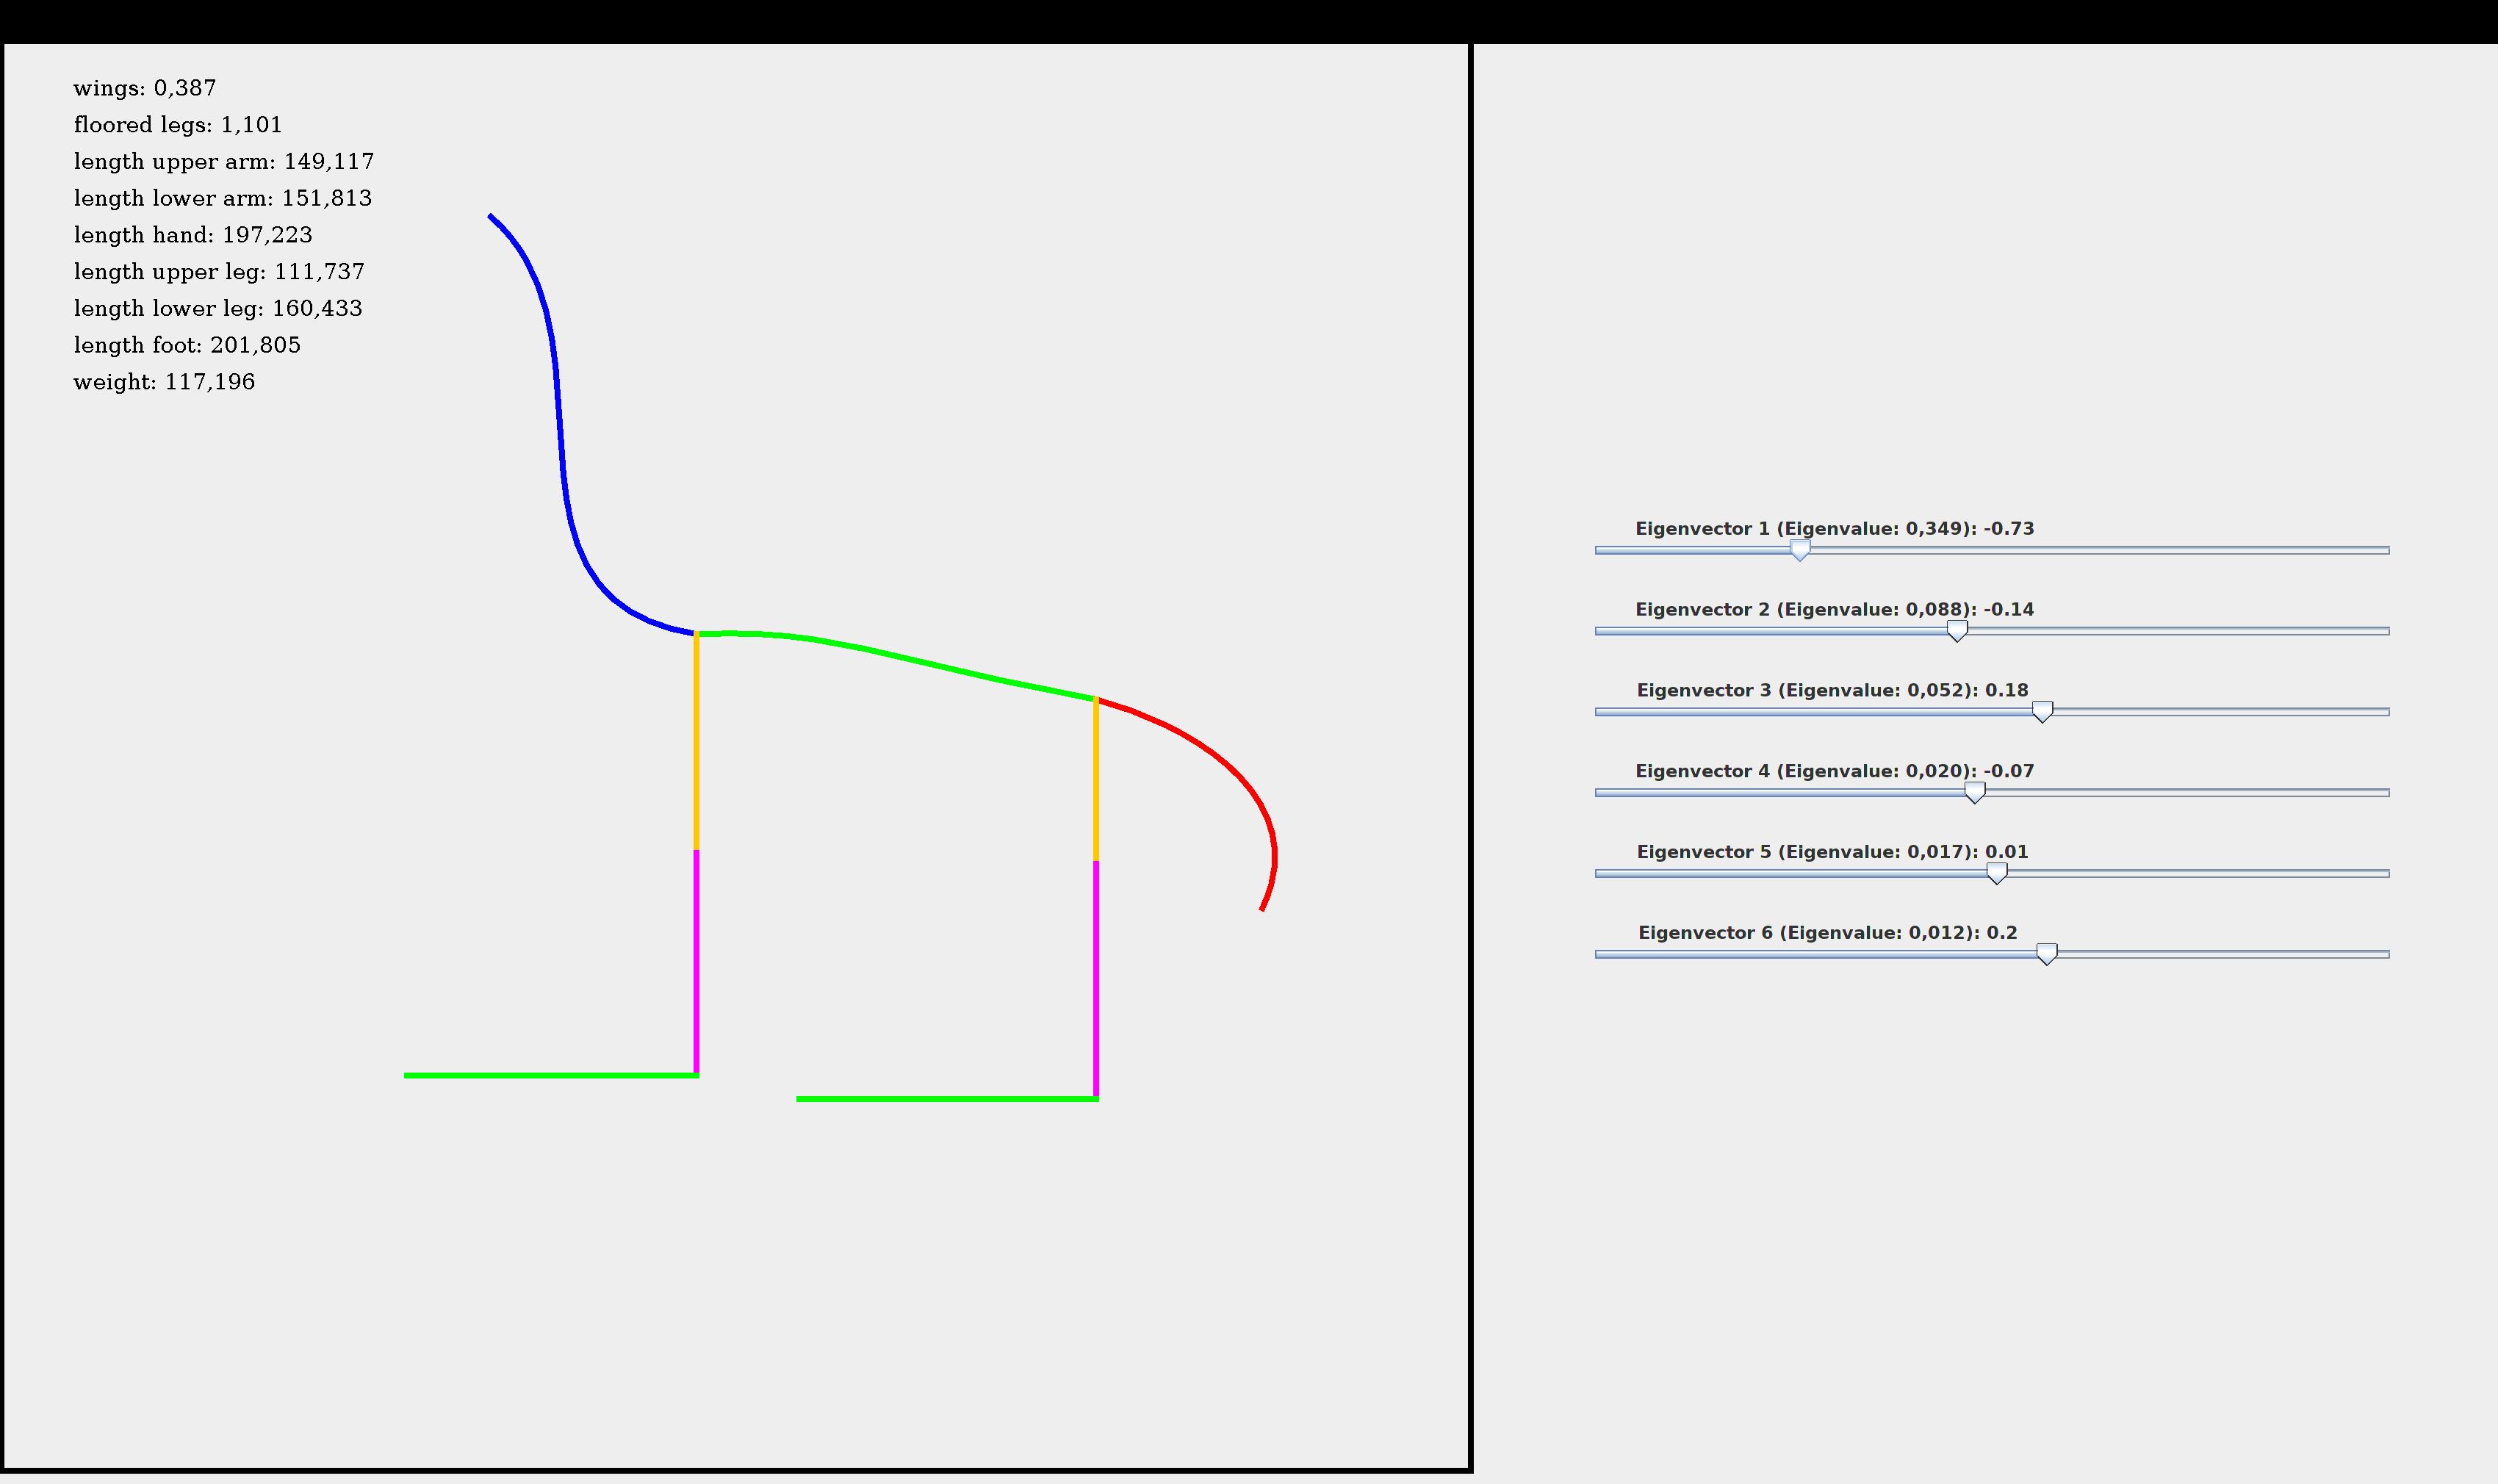 wings: 0,387
floored legs: 1,101
length upper arm: 149,117
length lower arm: 151,813
length hand: 197,223
length upper leg: 111,737
length lower leg: 160,433
length foot: 201,805
weight: 117,196
Eigenvector 1 (Eigenvalue: 0,349): -0.73
Eigenvector 2 (Eigenvalue: 0,088): -0.14
Eigenvector 3 (Eigenvalue: 0,052): 0.18
Eigenvector 4 (Eigenvalue: 0,020): -0.07
Eigenvector 5 (Eigenvalue: 0,017): 0.01
Eigenvector 6 (Eigenvalue: 0,012): 0.2